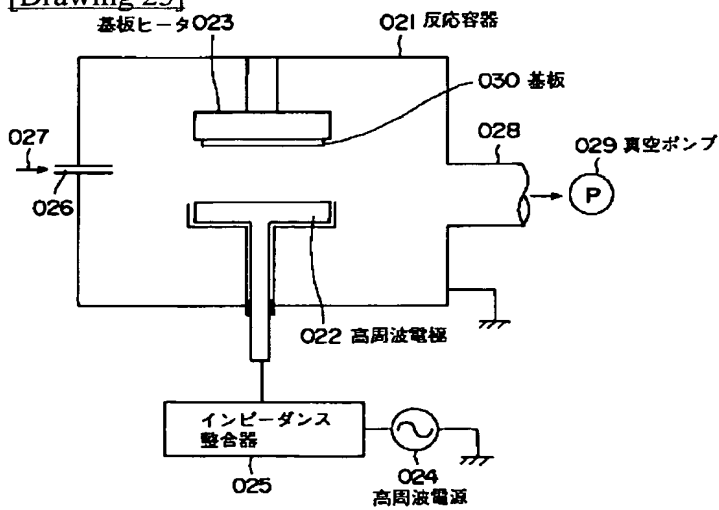 [Drawing 25]
基板ヒータ023
021 反応容器
030 基板
027
028
029 真空ポンプ
P
026
022 高周波電極
インピーダンス
整合器
025
024
高周波電源